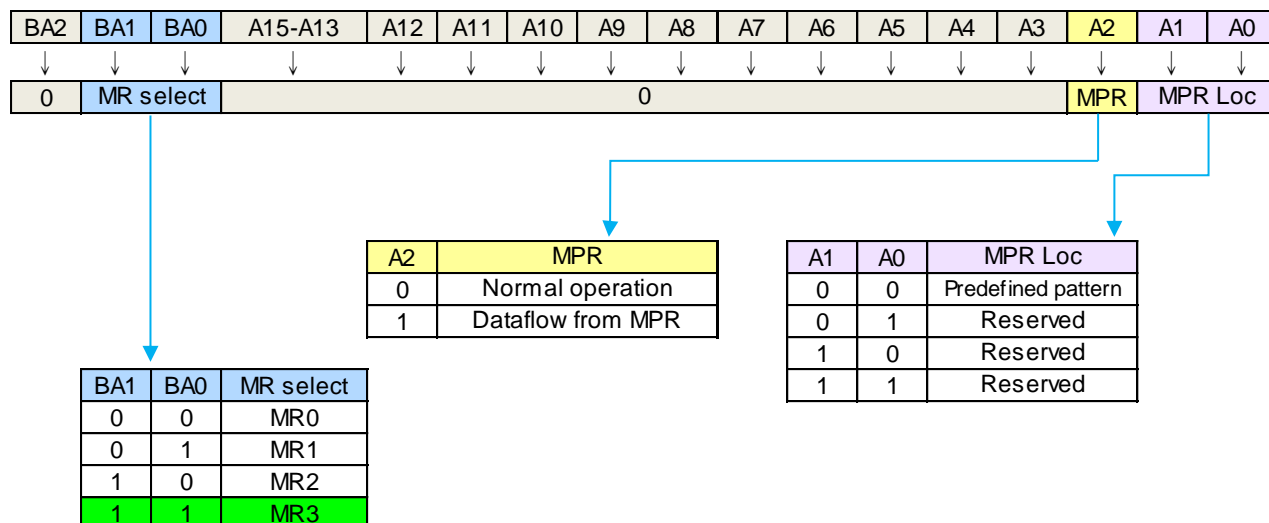 BA2 BA1 BA0 A15-A13 A12 A11 A10 A9 A8 A7 A6 A5 A4 A3 A2 A1 A0
↓ ↓ ↓ ↓ ↓ ↓ ↓ ↓ ↓ ↓ ↓ ↓ ↓ ↓ ↓ ↓ ↓
0 MR select 0 MPR MPR Loc
A2 MPR
0 Normal operation
1 Dataflow from MPR
A1 A0 MPR Loc
0 0 Predefined pattern
0 1 Reserved
1 0 Reserved
1 1 Reserved
BA1 BA0 MR select
0 0 MR0
0 1 MR1
1 0 MR2
1 1 MR3